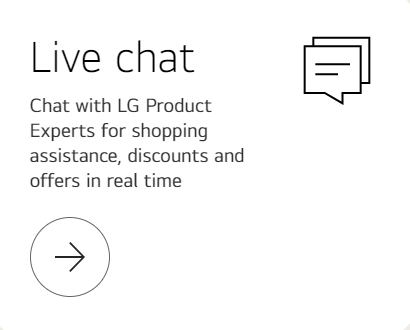 Live chat
Chat with LG Product
Experts for shopping
assistance, discounts and
offers in real time